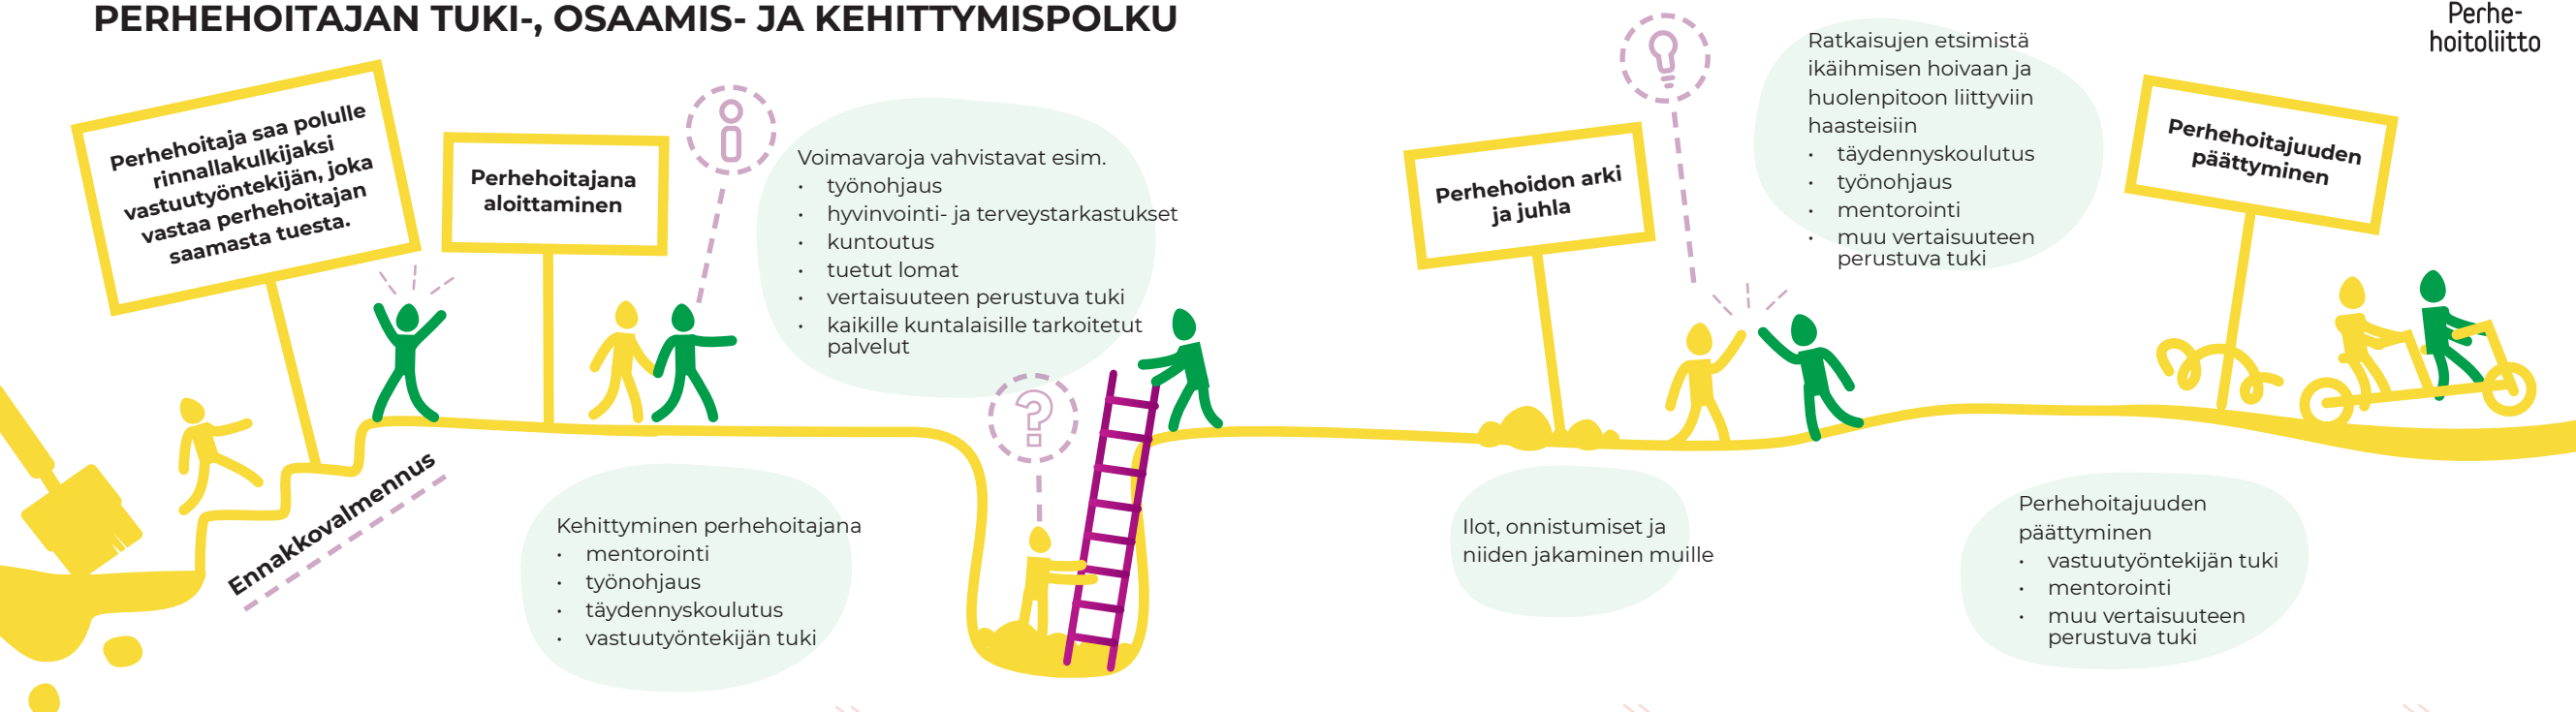 PERHEHOITAJAN TUKI-, OSAAMIS- JA KEHITTYMISPOLKU
Perhe-
hoitoliitto
Perhehoitaja saa polulle
rinnallakulkijaksi
vastuutyöntekijän, joka
vastaa perhehoitajan
saamasta tuesta.
Ennakkovalmennus
Perhehoitajana
aloittaminen
Voimavaroja vahvistavat esim.
• työnohjaus
• hyvinvointi- ja terveystarkastukset
• kuntoutus
• tuetut lomat
• vertaisuuteen perustuva tuki
• kaikille kuntalaisille tarkoitetut
palvelut
Kehittyminen perhehoitajana
• mentorointi
• työnohjaus
• täydennyskoulutus
• vastuutyöntekijän tuki
?
Perhehoidon arki
ja juhla
Ilot, onnistumiset ja
niiden jakaminen muille
Ratkaisujen etsimistä
ikäihmisen hoivaan ja
huolenpitoon liittyviin
haasteisiin
• täydennyskoulutus
• työnohjaus
• mentorointi
• muu vertaisuuteen
perustuva tuki
Perhehoitajuuden
päättyminen
Perhehoitajuuden
päättyminen
• vastuutyöntekijän tuki
• mentorointi
• muu vertaisuuteen
perustuva tuki